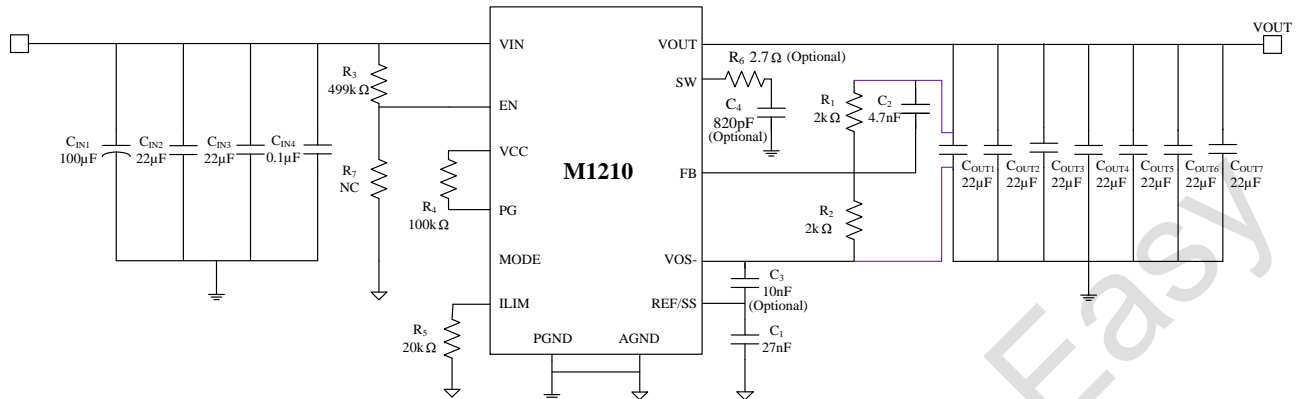 VIN
EN
VCC
PG
MODE
ILIM
PGND
AGND
M1210
VOUT
SW
FB
VOS-
REF/SS
VOUT
R3
499kΩ
R7
NC
R4
100kΩ
R5
20kΩ
CIN1
100µF
CIN2
22µF
CIN3
22µF
CIN4
0.1µF
R6 2.7Ω (Optional)
C4
820pF
(Optional)
R1
2kΩ
C2
4.7nF
R2
2kΩ
C3
10nF
(Optional)
C1
27nF
COUT1
22µF
COUT2
22µF
COUT3
22µF
COUT4
22µF
COUT5
22µF
COUT6
22µF
COUT7
22µF
Easy